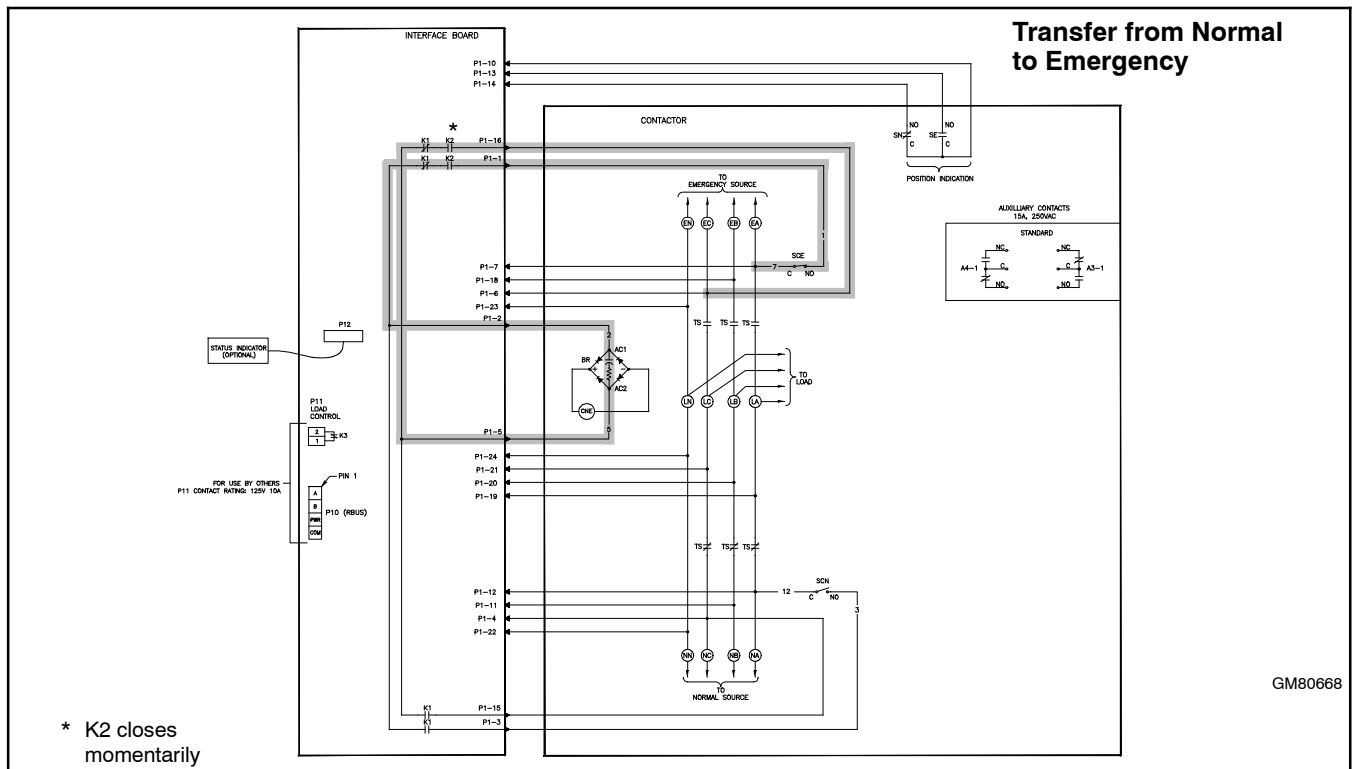 Transfer from Normal
to Emergency
INTERFACE BOARD
P1-10
P1-13
P1-14
CONTACTOR
NO
NO
SN
SE
C
C
POSITION INDICATION
*
K1
K2
P1-16
K1
K2
P1-1
TO
EMERGENCY SOURCE
EN
EC
EB
EA
1
AUXILLIARY CONTACTS
15A, 250VAC
STANDARD
NC
NC
A4-1
C
C
A3-1
NO
NO
SCE
P1-7
7
C
NO
P1-18
P1-6
P1-23
P1-2
TS
TS
TS
2
P12
STATUS INDICATOR
(OPTIONAL)
BR
AC1
+
-
AC2
CNE
TO
LOAD
LN
LC
LB
LA
P11
LOAD
CONTROL
2
1
K3
P1-5
5
P1-24
P1-21
P1-20
P1-19
PIN 1
FOR USE BY OTHERS
P11 CONTACT RATING: 125V 10A
A
B
PWR
COM
P10 (RBUS)
TS
TS
TS
SCN
P1-12
12
C
NO
P1-11
P1-4
3
P1-22
NN
NC
NB
NA
TO
NORMAL SOURCE
GM80668
K1
P1-15
K1
P1-3
* K2 closes
momentarily